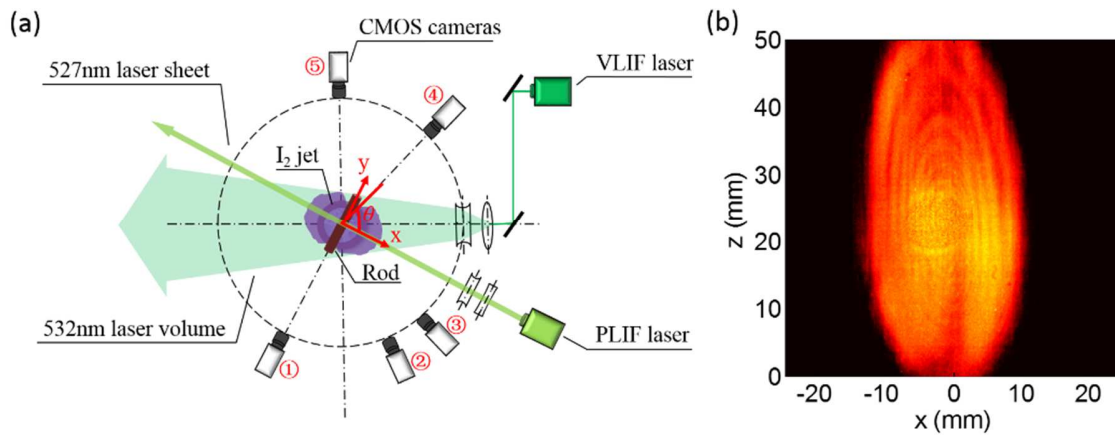 (a)
CMOS cameras
⑤
527nm laser sheet
④
VLIF laser
I₂ jet
y
θ
x
Rod
532nm laser volume
③
PLIF laser
①
②
(b)
50
40
30
20
10
0
z (mm)
-20
-10
0
10
20
x (mm)